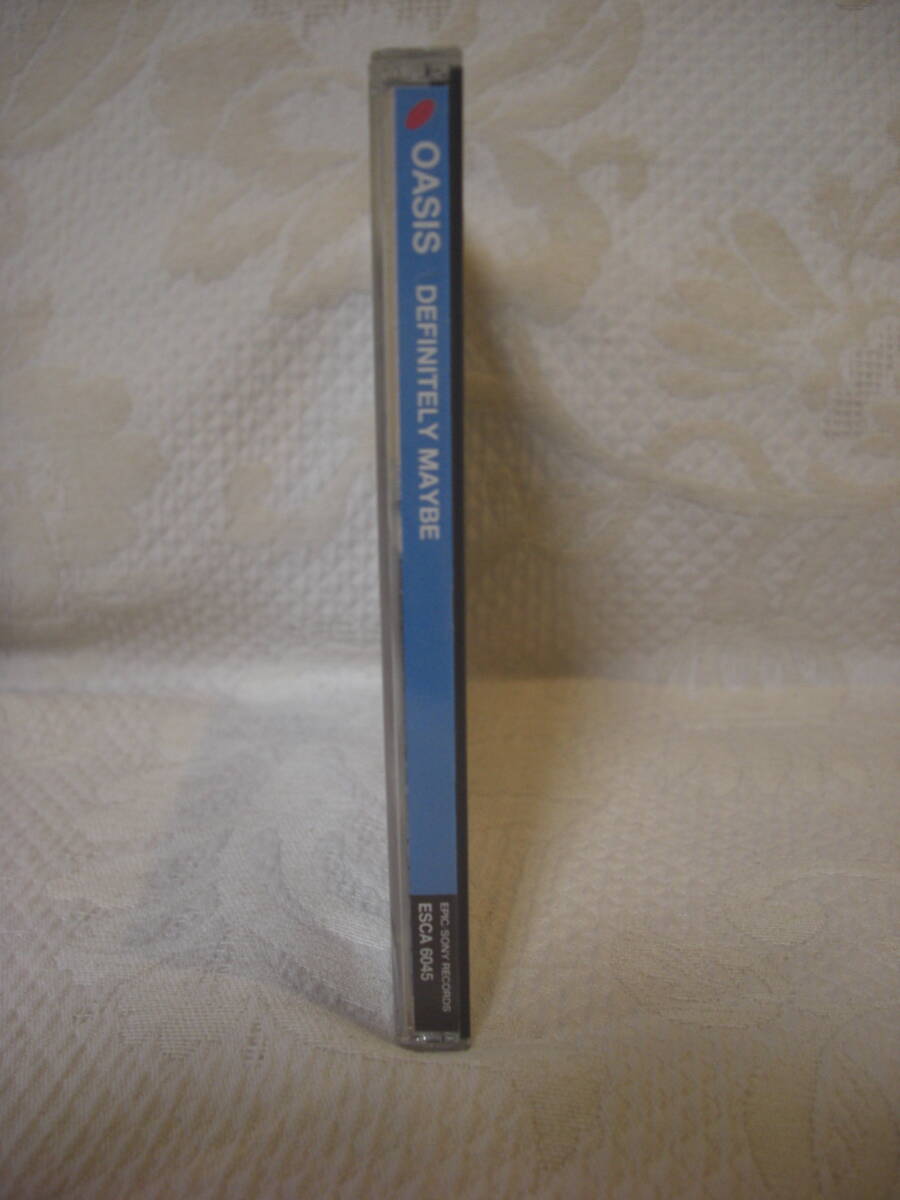 OASIS \ DEFINITELY MAYBE
EPIC/SONY RECORDS
ESCA 6045